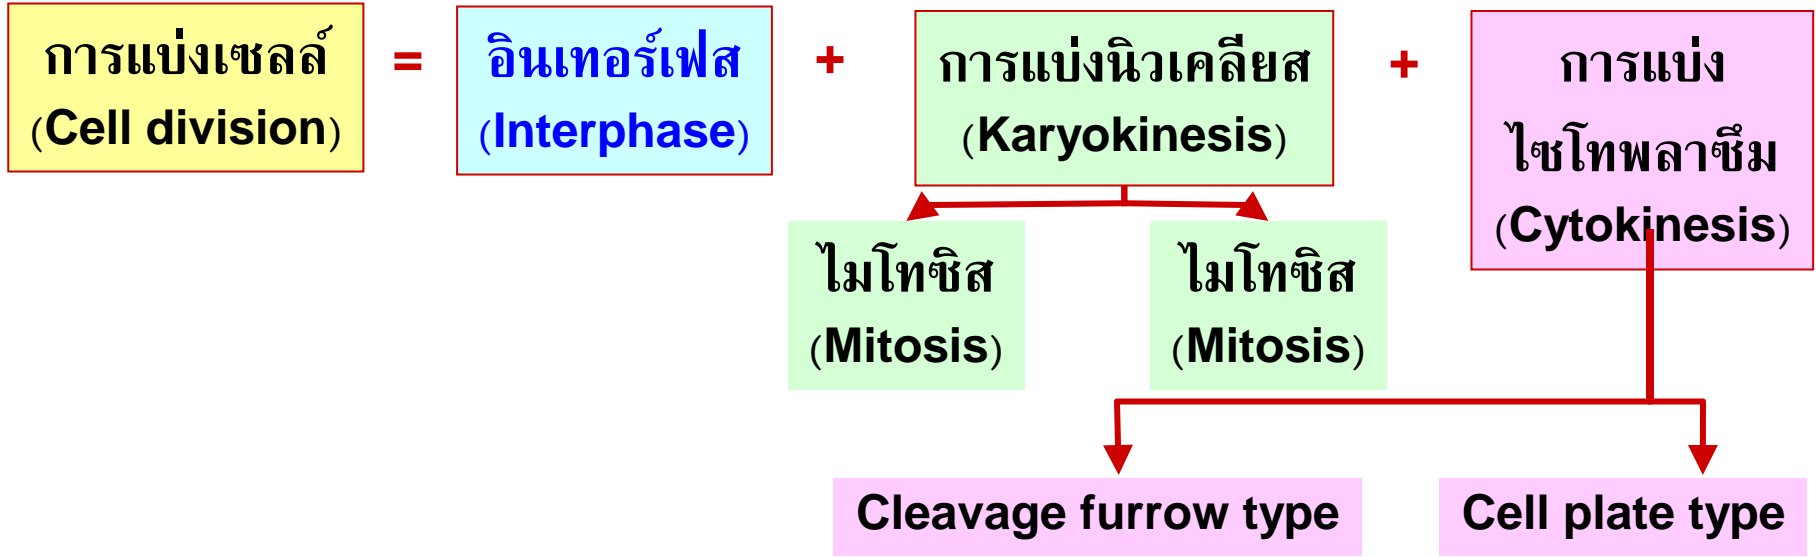 การแบ่งเซลล์
(Cell division)
=
อินเทอร์เฟส
(Interphase)
+
การแบ่งนิวเคลียส
(Karyokinesis)
+
การแบ่ง
ไซโทพลาซึม
(Cytokinesis)
ไมโทซิส
(Mitosis)
ไมโทซิส
(Mitosis)
Cleavage furrow type
Cell plate type